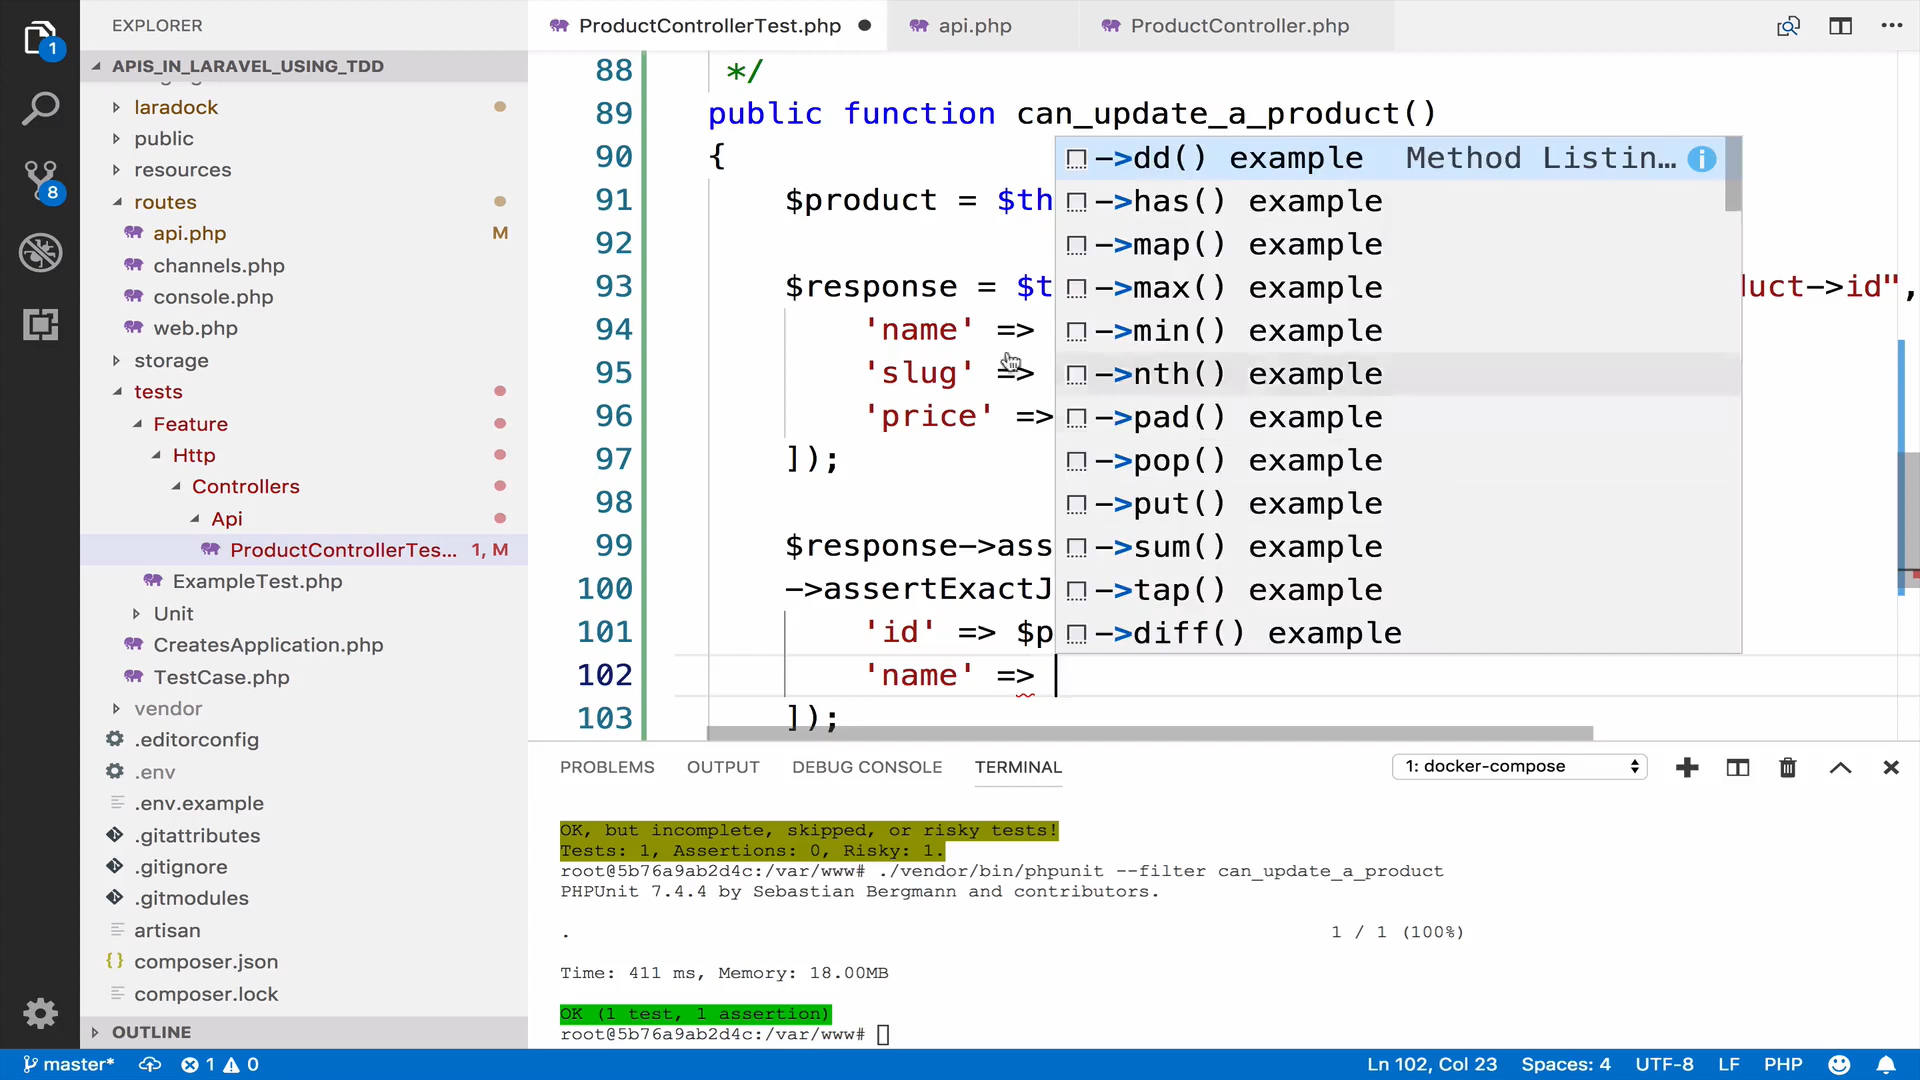 EXPLORER
ProductControllerTest.php
api.php
ProductController.php
1
APIS_IN_LARAVEL_USING_TDD
laradock
public
resources
routes
api.php M
channels.php
console.php
web.php
storage
tests
Feature
Http
Controllers
Api
ProductControllerTes... 1, M
ExampleTest.php
Unit
CreatesApplication.php
TestCase.php
vendor
.editorconfig
.env
.env.example
.gitattributes
.gitignore
.gitmodules
artisan
composer.json
composer.lock
OUTLINE
8
88 */
89 public function can_update_a_product()
90 {
91 $product = $th
92
93 $response = $t uct->id",
94 'name' =>
95 'slug' =>
96 'price' =>
97 ]);
98
99 $response->ass
100 ->assertExactJ
101 'id' => $p
102 'name' =>
103 ]);
->dd() example Method Listin...
->has() example
->map() example
->max() example
->min() example
->nth() example
->pad() example
->pop() example
->put() example
->sum() example
->tap() example
->diff() example
PROBLEMS OUTPUT DEBUG CONSOLE TERMINAL 1: docker-compose
OK, but incomplete, skipped, or risky tests!
Tests: 1, Assertions: 0, Risky: 1.
root@5b76a9ab2d4c:/var/www# ./vendor/bin/phpunit --filter can_update_a_product
PHPUnit 7.4.4 by Sebastian Bergmann and contributors.
. 1 / 1 (100%)
Time: 411 ms, Memory: 18.00MB
OK (1 test, 1 assertion)
root@5b76a9ab2d4c:/var/www#
master* 1 0 Ln 102, Col 23 Spaces: 4 UTF-8 LF PHP